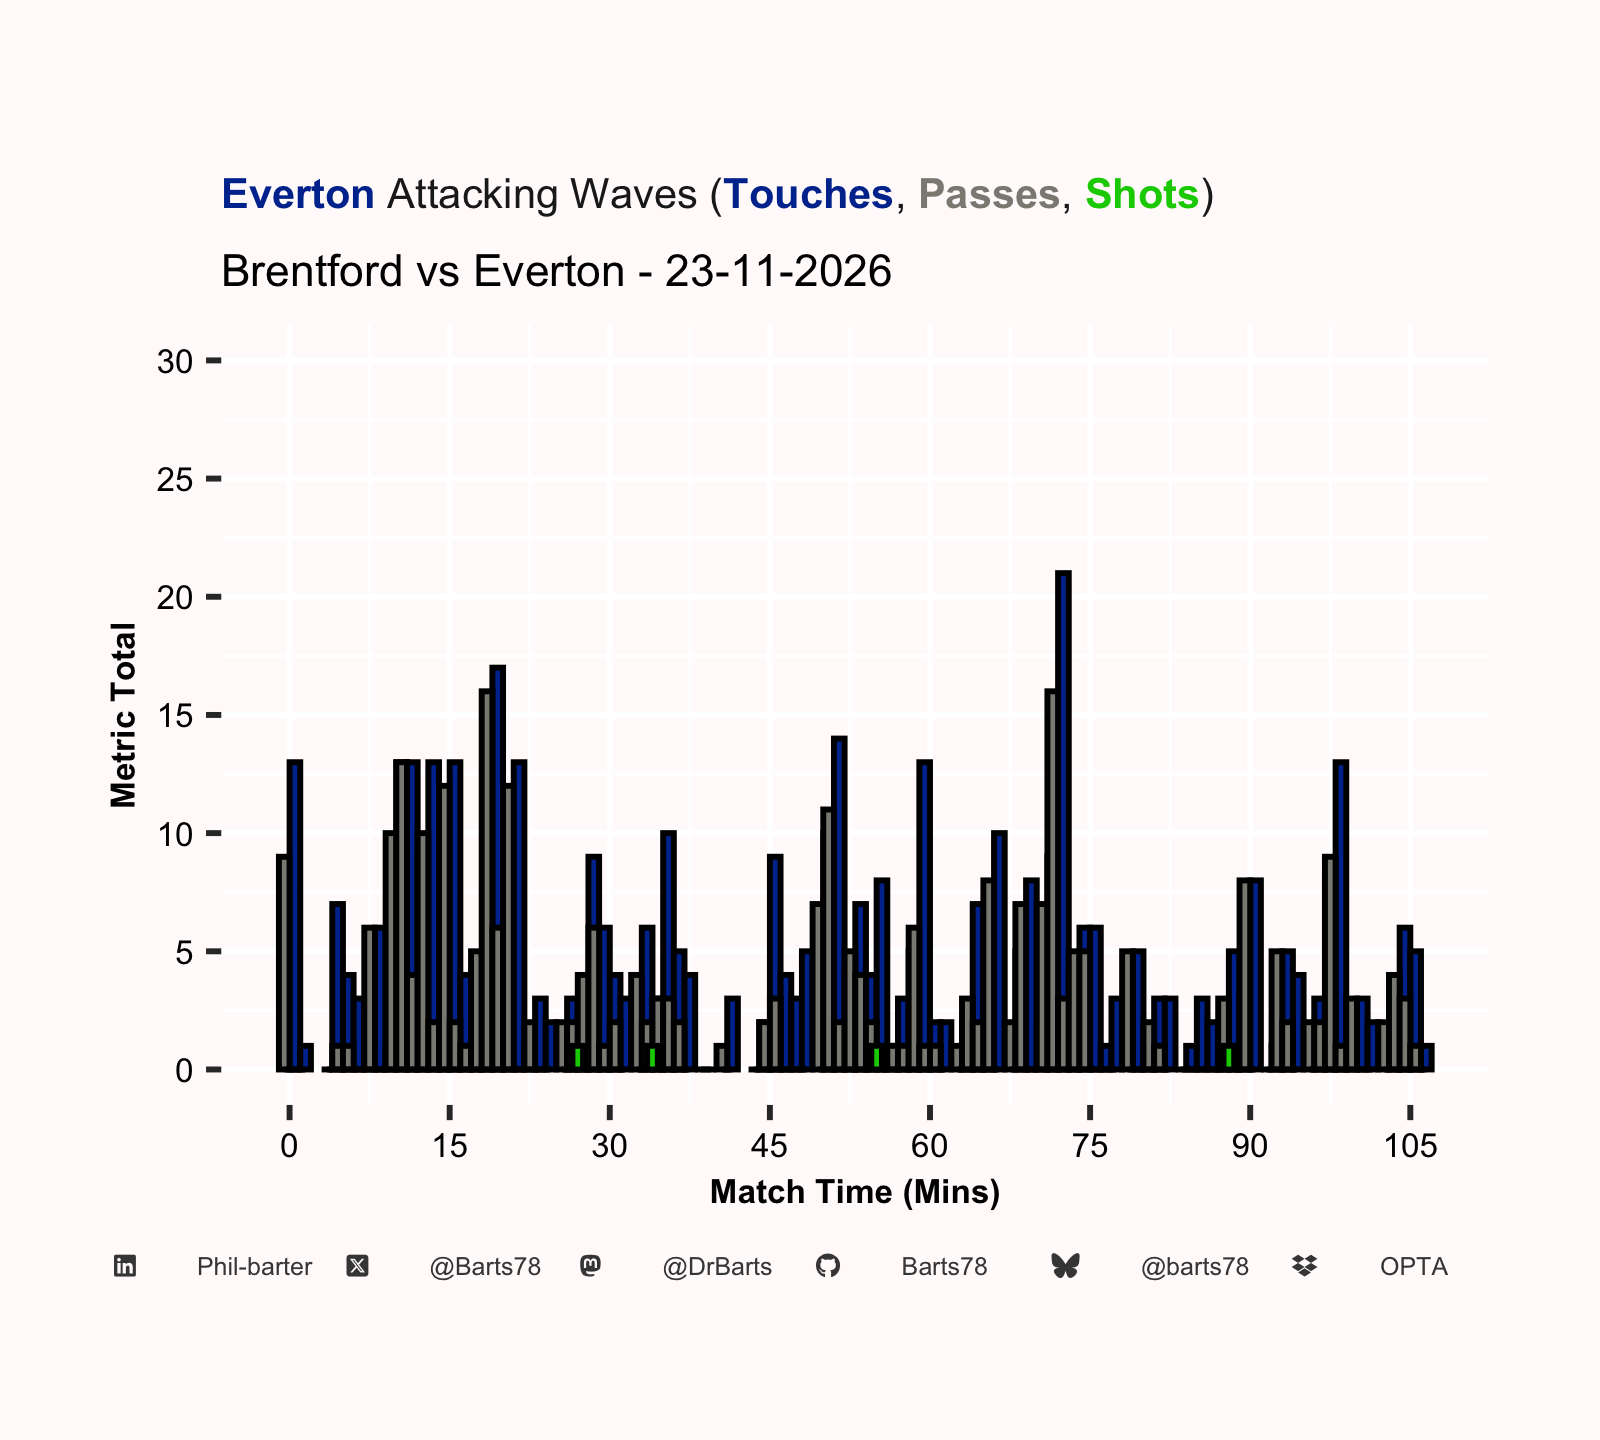 Everton Attacking Waves (Touches, Passes, Shots)
Brentford vs Everton - 23-11-2026
30
25
20
15
10
5
0
Metric Total
0 15 30 45 60 75 90 105
Match Time (Mins)
Phil-barter @Barts78 @DrBarts Barts78 @barts78 OPTA